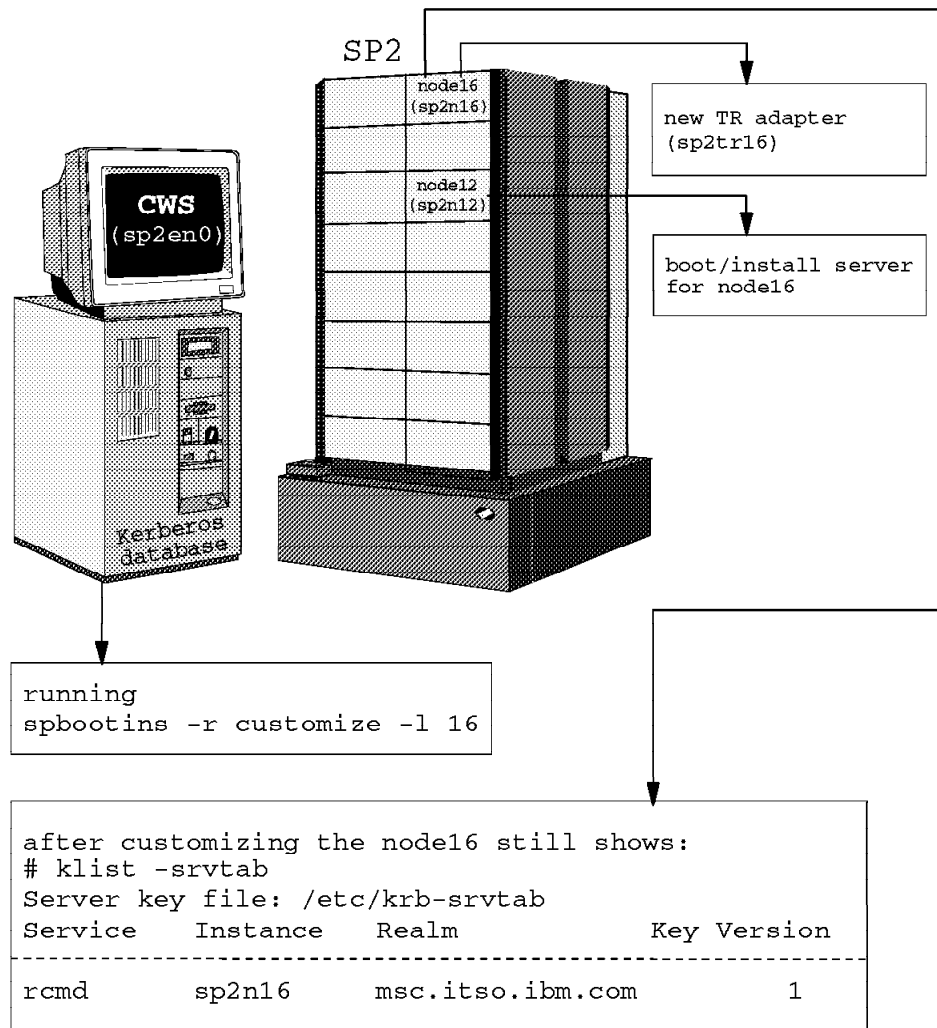 SP2
node16
(sp2n16)
new TR adapter
(sp2tr16)
node12
(sp2n12)
CWS
(sp2en0)
boot/install server
for node16
Kerberos
database
running
spbootins -r customize -l 16
after customizing the node16 still shows:
# klist -srvtab
Server key file: /etc/krb-srvtab
Service Instance Realm Key Version
rcmd sp2n16 msc.itso.ibm.com 1